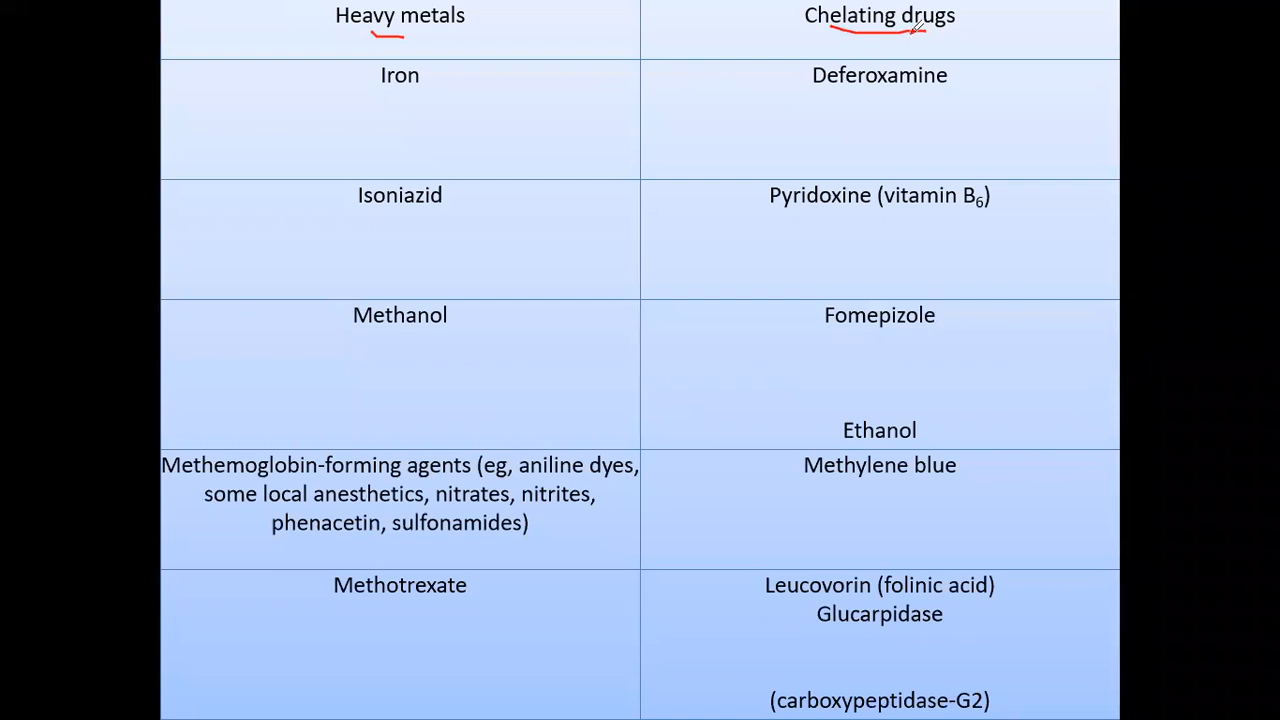 Heavy metals
Chelating drugs
Iron
Deferoxamine
Isoniazid
Pyridoxine (vitamin B₆)
Methanol
Fomepizole
Ethanol
Methemoglobin-forming agents (eg, aniline dyes,
some local anesthetics, nitrates, nitrites,
phenacetin, sulfonamides)
Methylene blue
Methotrexate
Leucovorin (folinic acid)
Glucarpidase
(carboxypeptidase-G2)